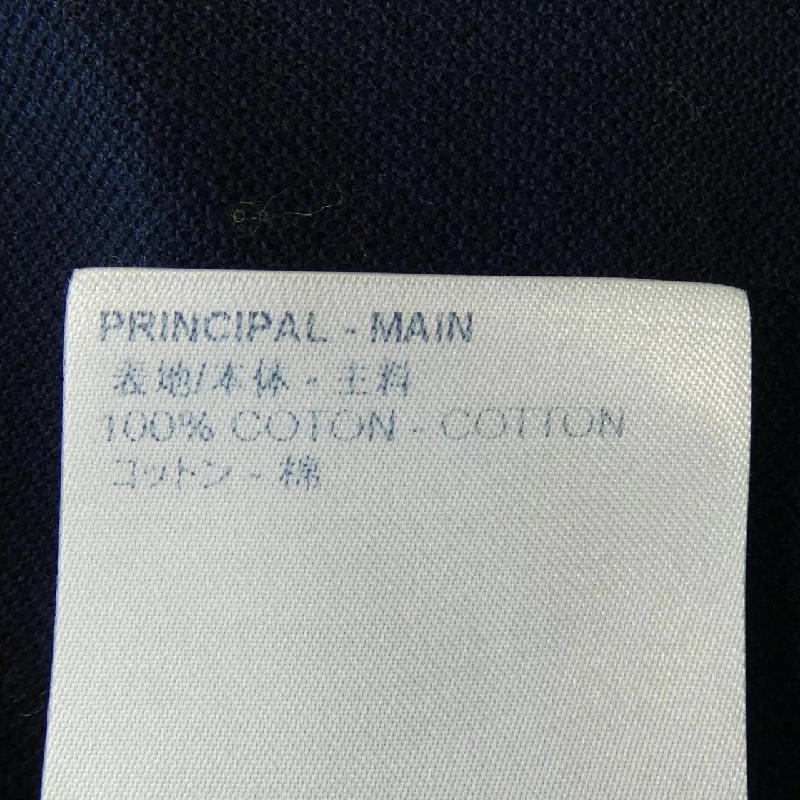 PRINCIPAL - MAIN
表地/本体 - 主料
100% COTON - COTTON
コットン - 棉